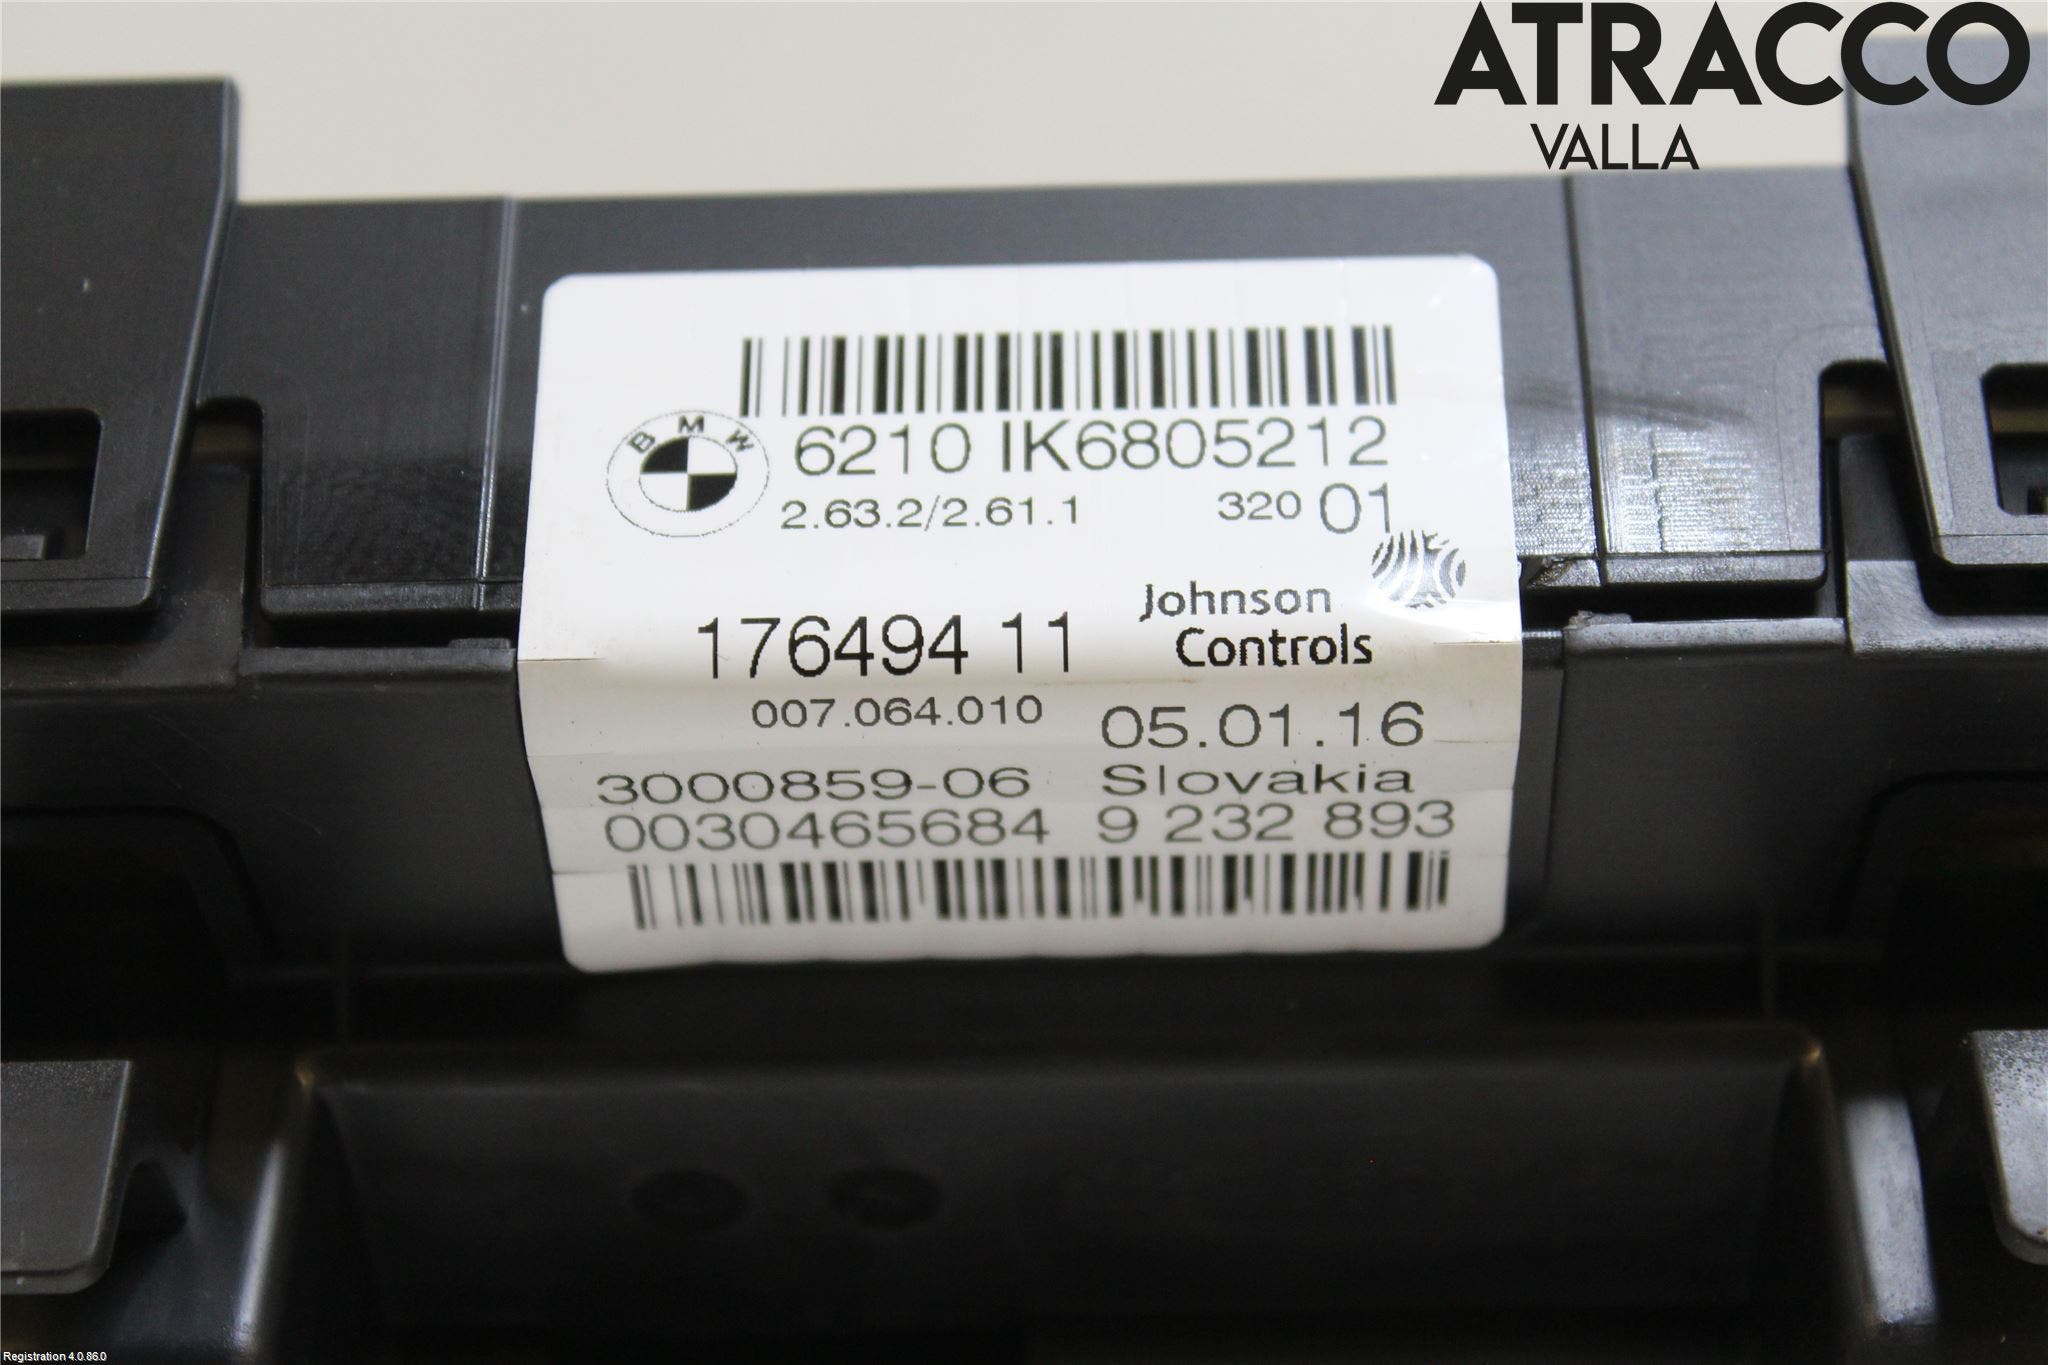 ATRACCO
VALLA
BMW
6210 IK6805212
2.63.2/2.61.1 320 01
Johnson
Controls
176494 11
007.064.010
05.01.16
3000859-06 Slovakia
0030465684 9 232 893
Registration 4.0.86.0